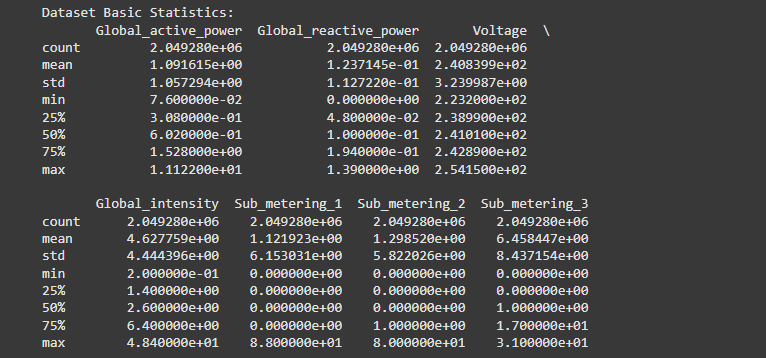 Dataset Basic Statistics:
Global_active_power Global_reactive_power Voltage \
count 2.049280e+06 2.049280e+06 2.049280e+06
mean 1.091615e+00 1.237145e-01 2.408399e+02
std 1.057294e+00 1.127220e-01 3.239987e+00
min 7.600000e-02 0.000000e+00 2.232000e+02
25% 3.080000e-01 4.800000e-02 2.389900e+02
50% 6.020000e-01 1.000000e-01 2.410100e+02
75% 1.528000e+00 1.940000e-01 2.428900e+02
max 1.112200e+01 1.390000e+00 2.541500e+02
Global_intensity Sub_metering_1 Sub_metering_2 Sub_metering_3
count 2.049280e+06 2.049280e+06 2.049280e+06 2.049280e+06
mean 4.627759e+00 1.121923e+00 1.298520e+00 6.458447e+00
std 4.444396e+00 6.153031e+00 5.822026e+00 8.437154e+00
min 2.000000e-01 0.000000e+00 0.000000e+00 0.000000e+00
25% 1.400000e+00 0.000000e+00 0.000000e+00 0.000000e+00
50% 2.600000e+00 0.000000e+00 0.000000e+00 1.000000e+00
75% 6.400000e+00 0.000000e+00 1.000000e+00 1.700000e+01
max 4.840000e+01 8.800000e+01 8.000000e+01 3.100000e+01